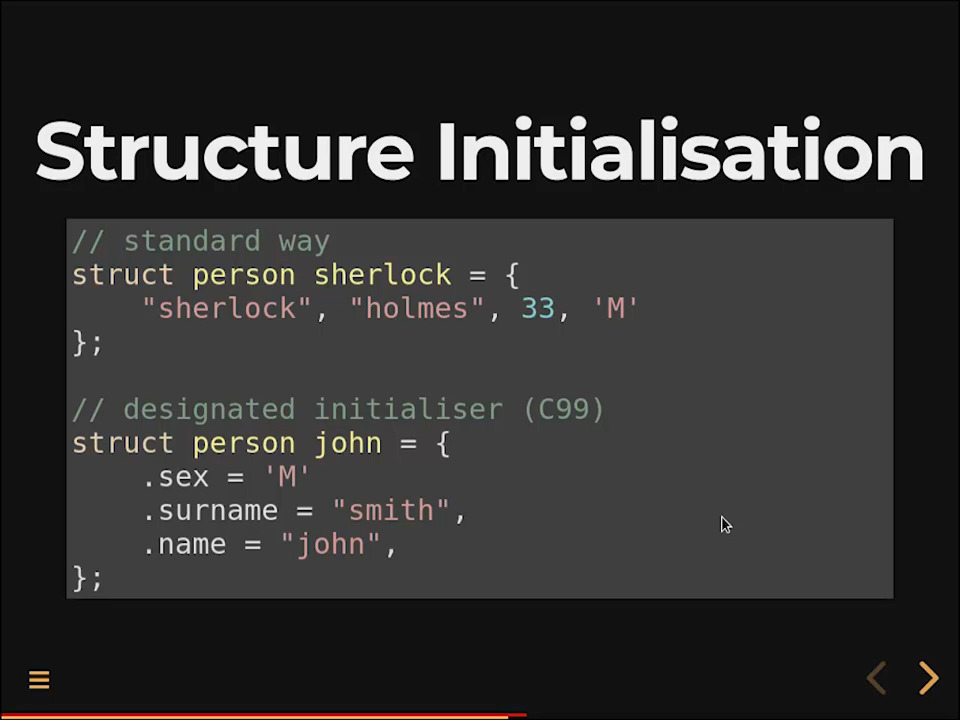 Structure Initialisation
// standard way
struct person sherlock = {
    "sherlock", "holmes", 33, 'M'
};
// designated initialiser (C99)
struct person john = {
    .sex = 'M'
    .surname = "smith",
    .name = "john",
};